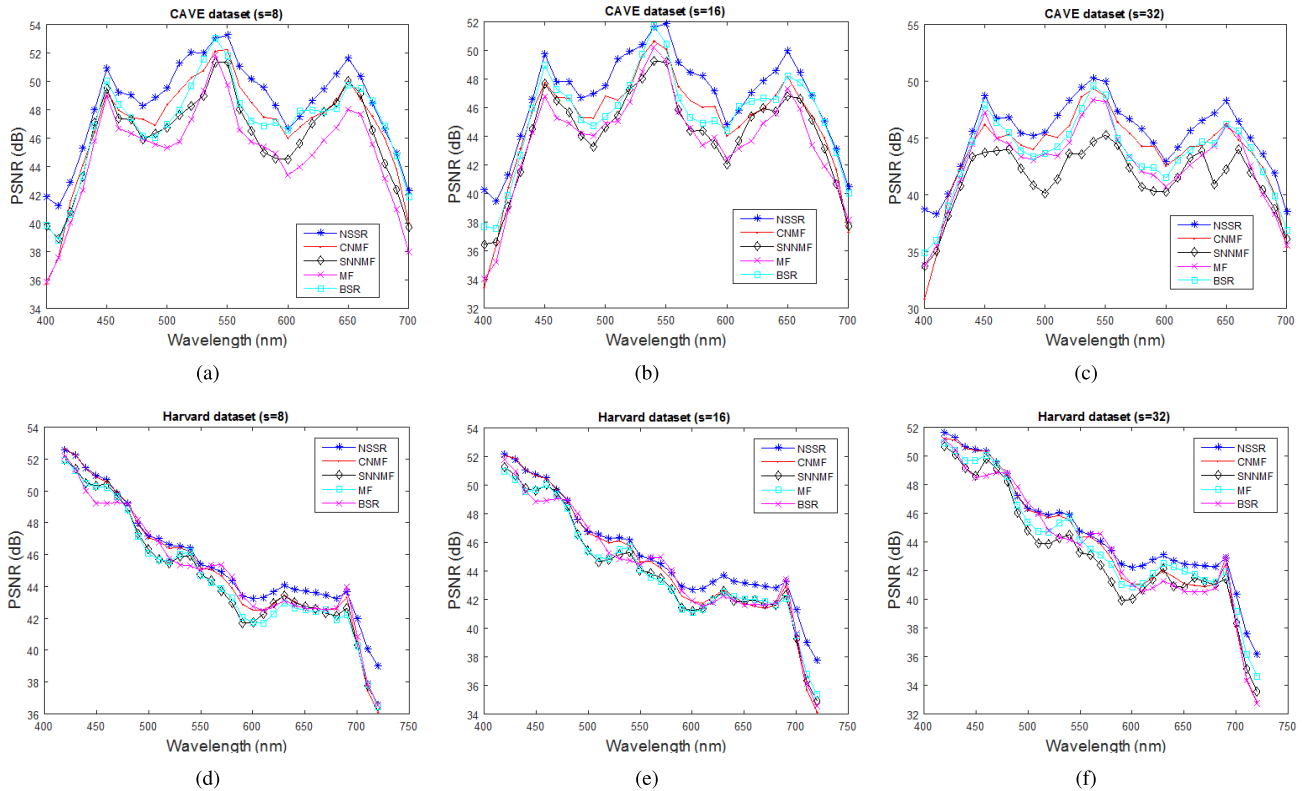 CAVE dataset (s=8)
PSNR (dB)
54
52
50
48
46
44
42
40
38
36
34
NSSR
CNMF
SNNMF
MF
BSR
400
450
500
550
600
650
700
Wavelength (nm)
(a)
CAVE dataset (s=16)
PSNR (dB)
52
50
48
46
44
42
40
38
36
34
32
NSSR
CNMF
SNNMF
MF
BSR
400
450
500
550
600
650
700
Wavelength (nm)
(b)
CAVE dataset (s=32)
PSNR (dB)
50
45
40
35
30
NSSR
CNMF
SNNMF
MF
BSR
400
450
500
550
600
650
700
Wavelength (nm)
(c)
Harvard dataset (s=8)
PSNR (dB)
54
52
50
48
46
44
42
40
38
36
NSSR
CNMF
SNNMF
MF
BSR
400
450
500
550
600
650
700
750
Wavelength (nm)
(d)
Harvard dataset (s=16)
PSNR (dB)
54
52
50
48
46
44
42
40
38
36
34
NSSR
CNMF
SNNMF
MF
BSR
400
450
500
550
600
650
700
750
Wavelength (nm)
(e)
Harvard dataset (s=32)
PSNR (dB)
52
50
48
46
44
42
40
38
36
34
32
NSSR
CNMF
SNNMF
MF
BSR
400
450
500
550
600
650
700
750
Wavelength (nm)
(f)